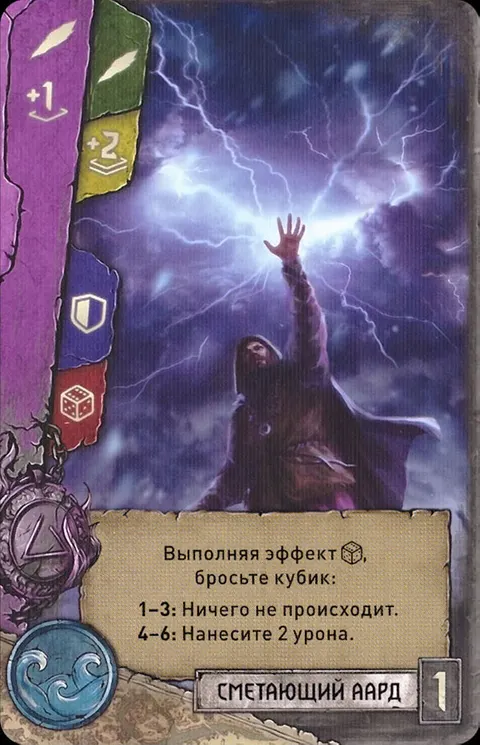 +1
+2
Выполняя эффект,
бросьте кубик:
1–3: Ничего не происходит.
4–6: Нанесите 2 урона.
СМЕТАЮЩИЙ ААРД
1